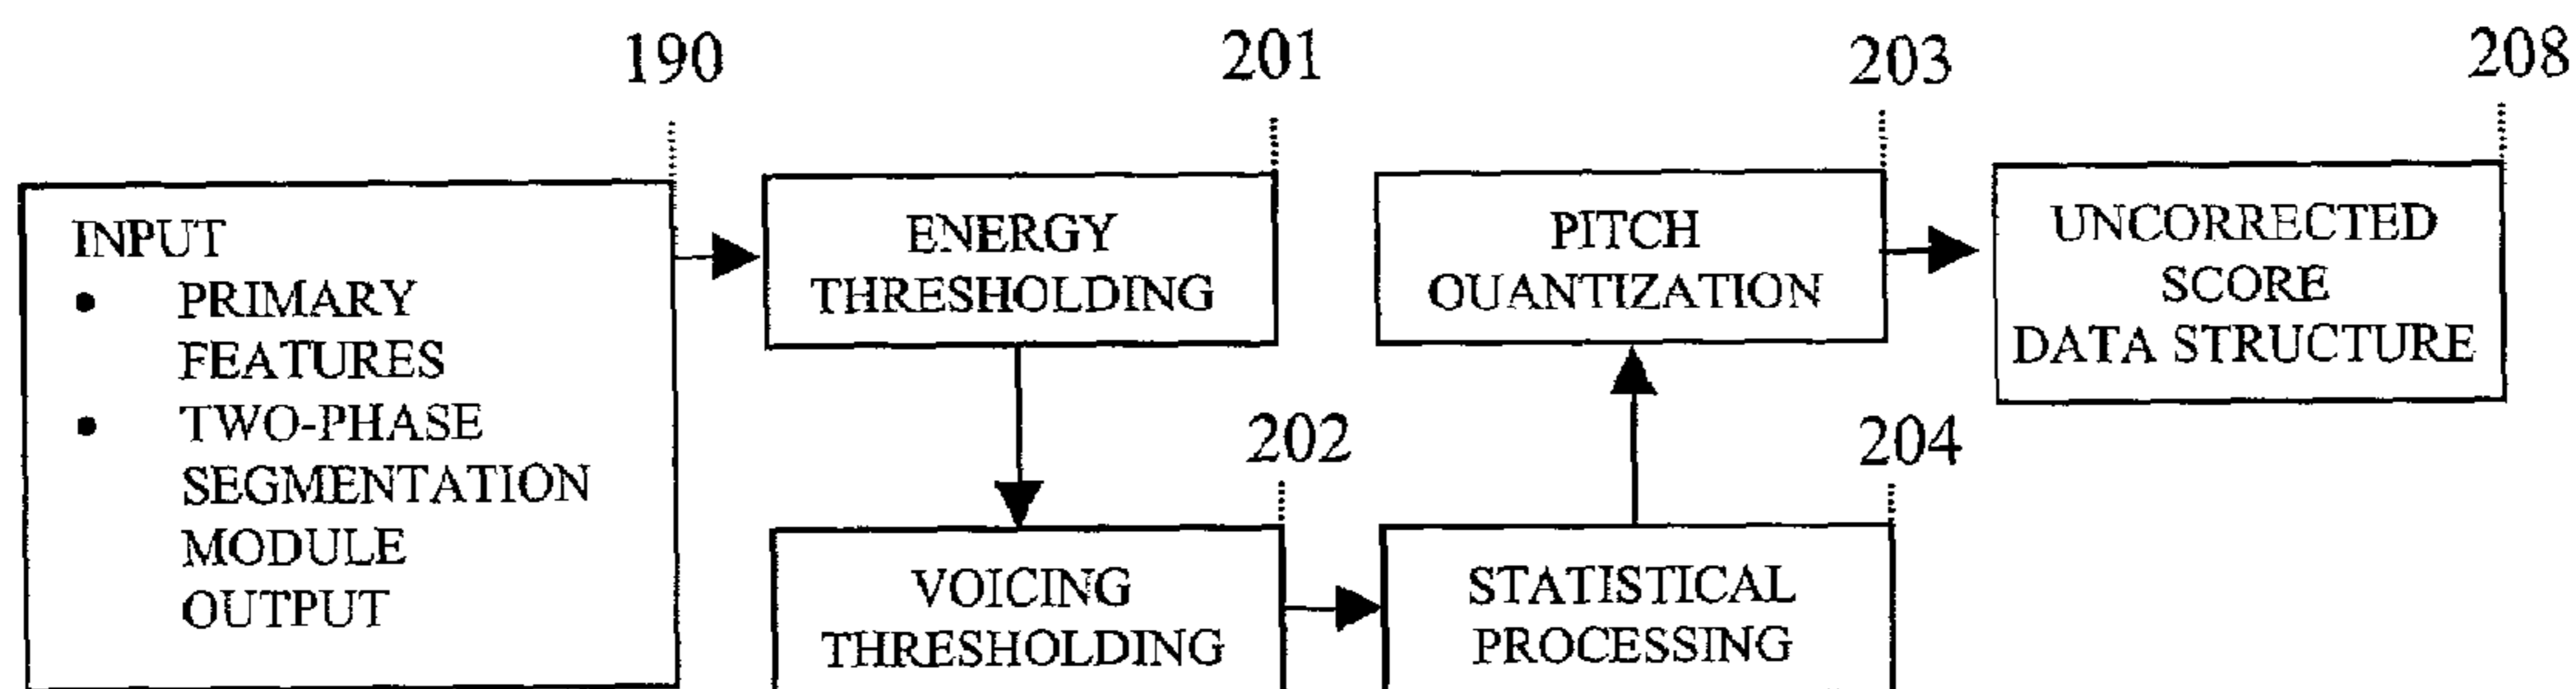 190
201
203
208
INPUT
• PRIMARY
FEATURES
• TWO-PHASE
SEGMENTATION
MODULE
OUTPUT
ENERGY
THRESHOLDING
PITCH
QUANTIZATION
UNCORRECTED
SCORE
DATA STRUCTURE
202
204
VOICING
THRESHOLDING
STATISTICAL
PROCESSING